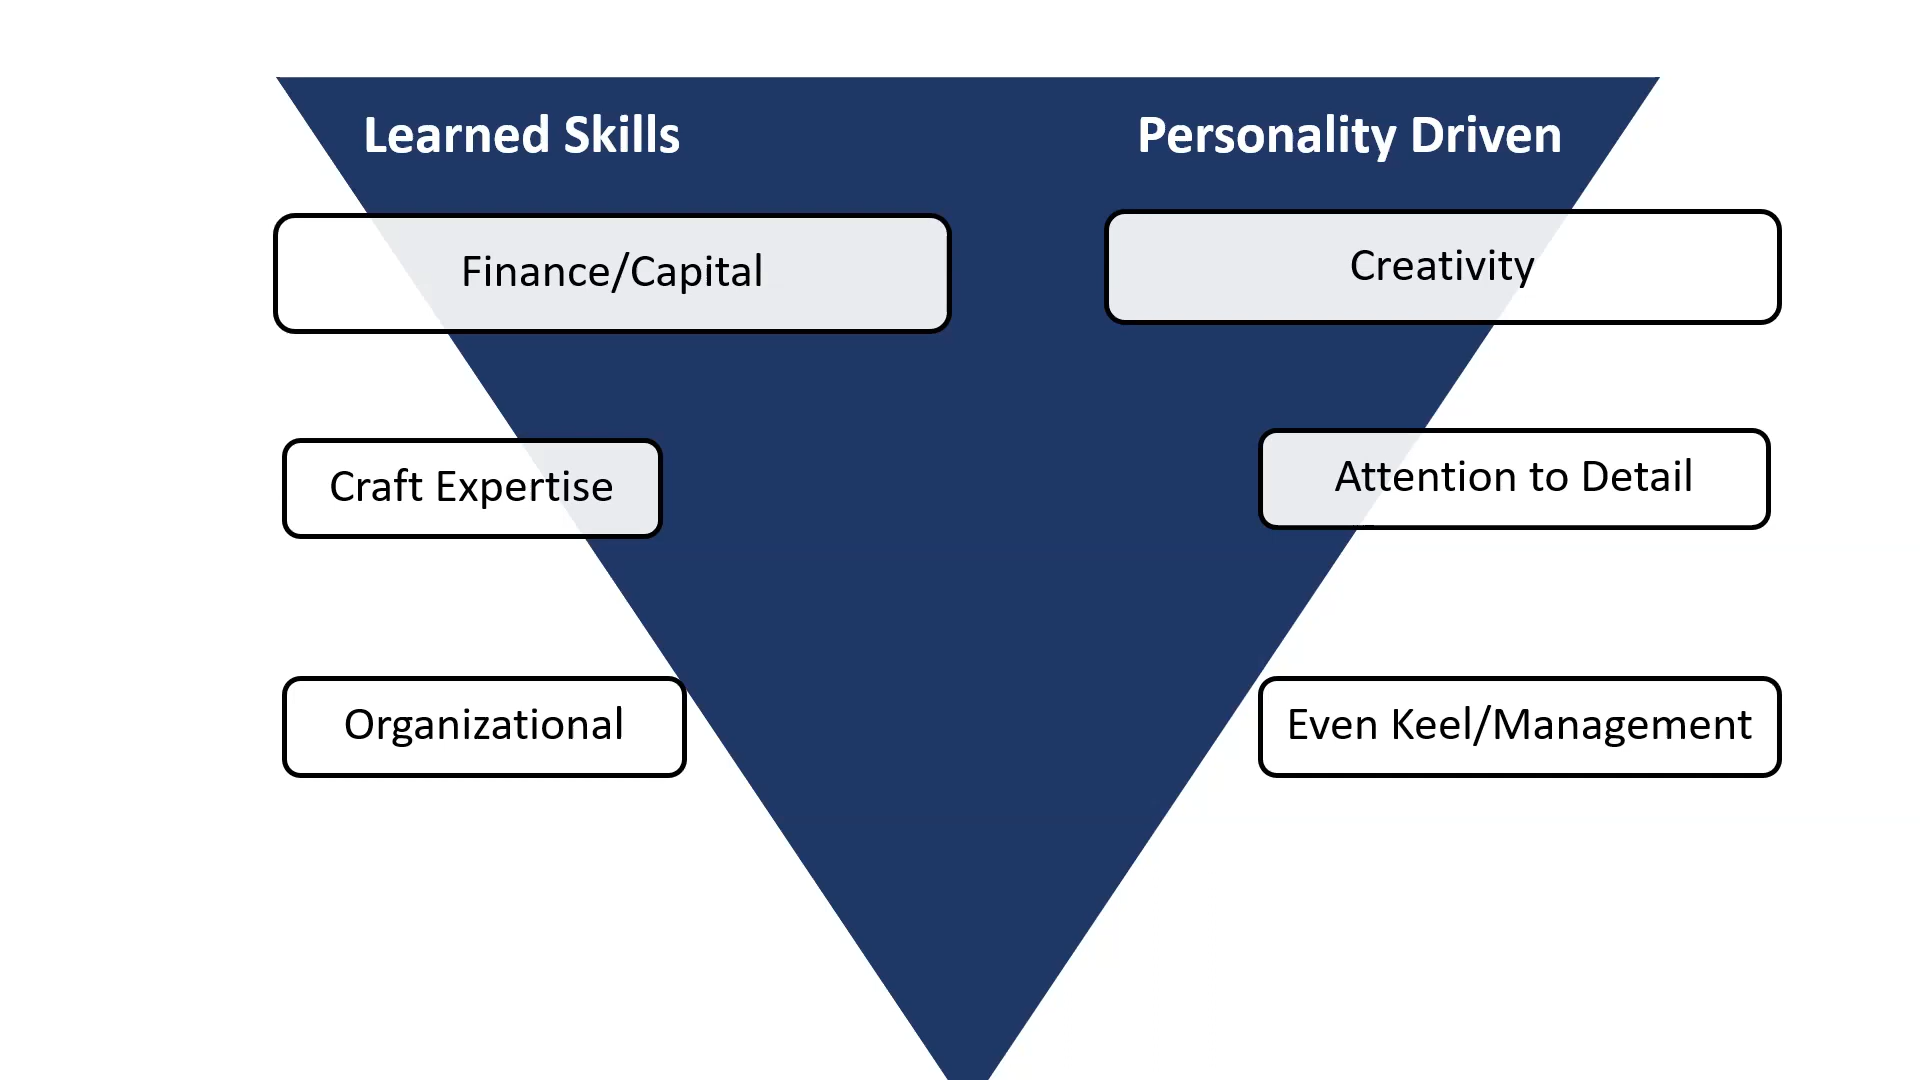 Learned Skills
Personality Driven
Finance/Capital
Creativity
Craft Expertise
Attention to Detail
Organizational
Even Keel/Management